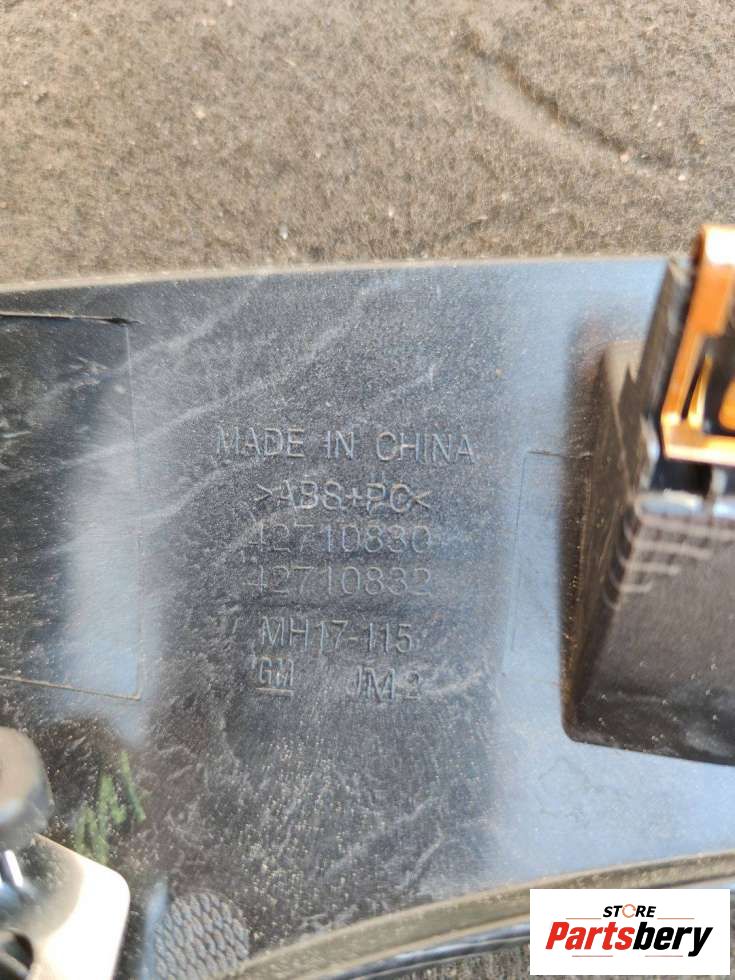 MADE IN CHINA
>ABS+PC<
42710830
42710832
MH17-115
GM JM2
STORE
Partsbery